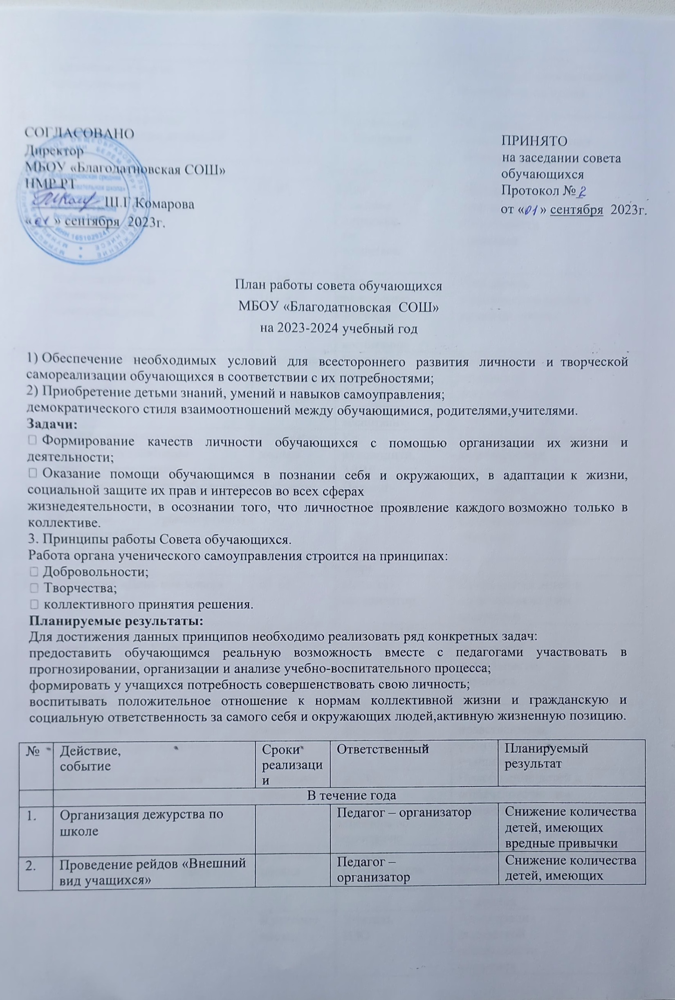 СОГЛАСОВАНО
Директор
МБОУ «Благодатновская СОШ»
НМР РТ
Ш.Г.Комарова
«01» сентября 2023г.
ПРИНЯТО
на заседании совета
обучающихся
Протокол №2
от «01» сентября 2023г.
ИНН 1651029241
План работы совета обучающихся
МБОУ «Благодатновская СОШ»
на 2023-2024 учебный год
1) Обеспечение необходимых условий для всестороннего развития личности и творческой
самореализации обучающихся в соответствии с их потребностями;
2) Приобретение детьми знаний, умений и навыков самоуправления;
демократического стиля взаимоотношений между обучающимися, родителями,учителями.
Задачи:
 Формирование качеств личности обучающихся с помощью организации их жизни и
деятельности;
 Оказание помощи обучающимся в познании себя и окружающих, в адаптации к жизни,
социальной защите их прав и интересов во всех сферах
жизнедеятельности, в осознании того, что личностное проявление каждого возможно только в
коллективе.
3. Принципы работы Совета обучающихся.
Работа органа ученического самоуправления строится на принципах:
 Добровольности;
 Творчества;
 коллективного принятия решения.
Планируемые результаты:
Для достижения данных принципов необходимо реализовать ряд конкретных задач:
предоставить обучающимся реальную возможность вместе с педагогами участвовать в
прогнозировании, организации и анализе учебно-воспитательного процесса;
формировать у учащихся потребность совершенствовать свою личность;
воспитывать положительное отношение к нормам коллективной жизни и гражданскую и
социальную ответственность за самого себя и окружающих людей,активную жизненную позицию.
№
Действие,
событие
Сроки
реализаци
и
Ответственный
Планируемый
результат
В течение года
1.
Организация дежурства по
школе
Педагог – организатор
Снижение количества
детей, имеющих
вредные привычки
2.
Проведение рейдов «Внешний
вид учащихся»
Педагог –
организатор
Снижение количества
детей, имеющих